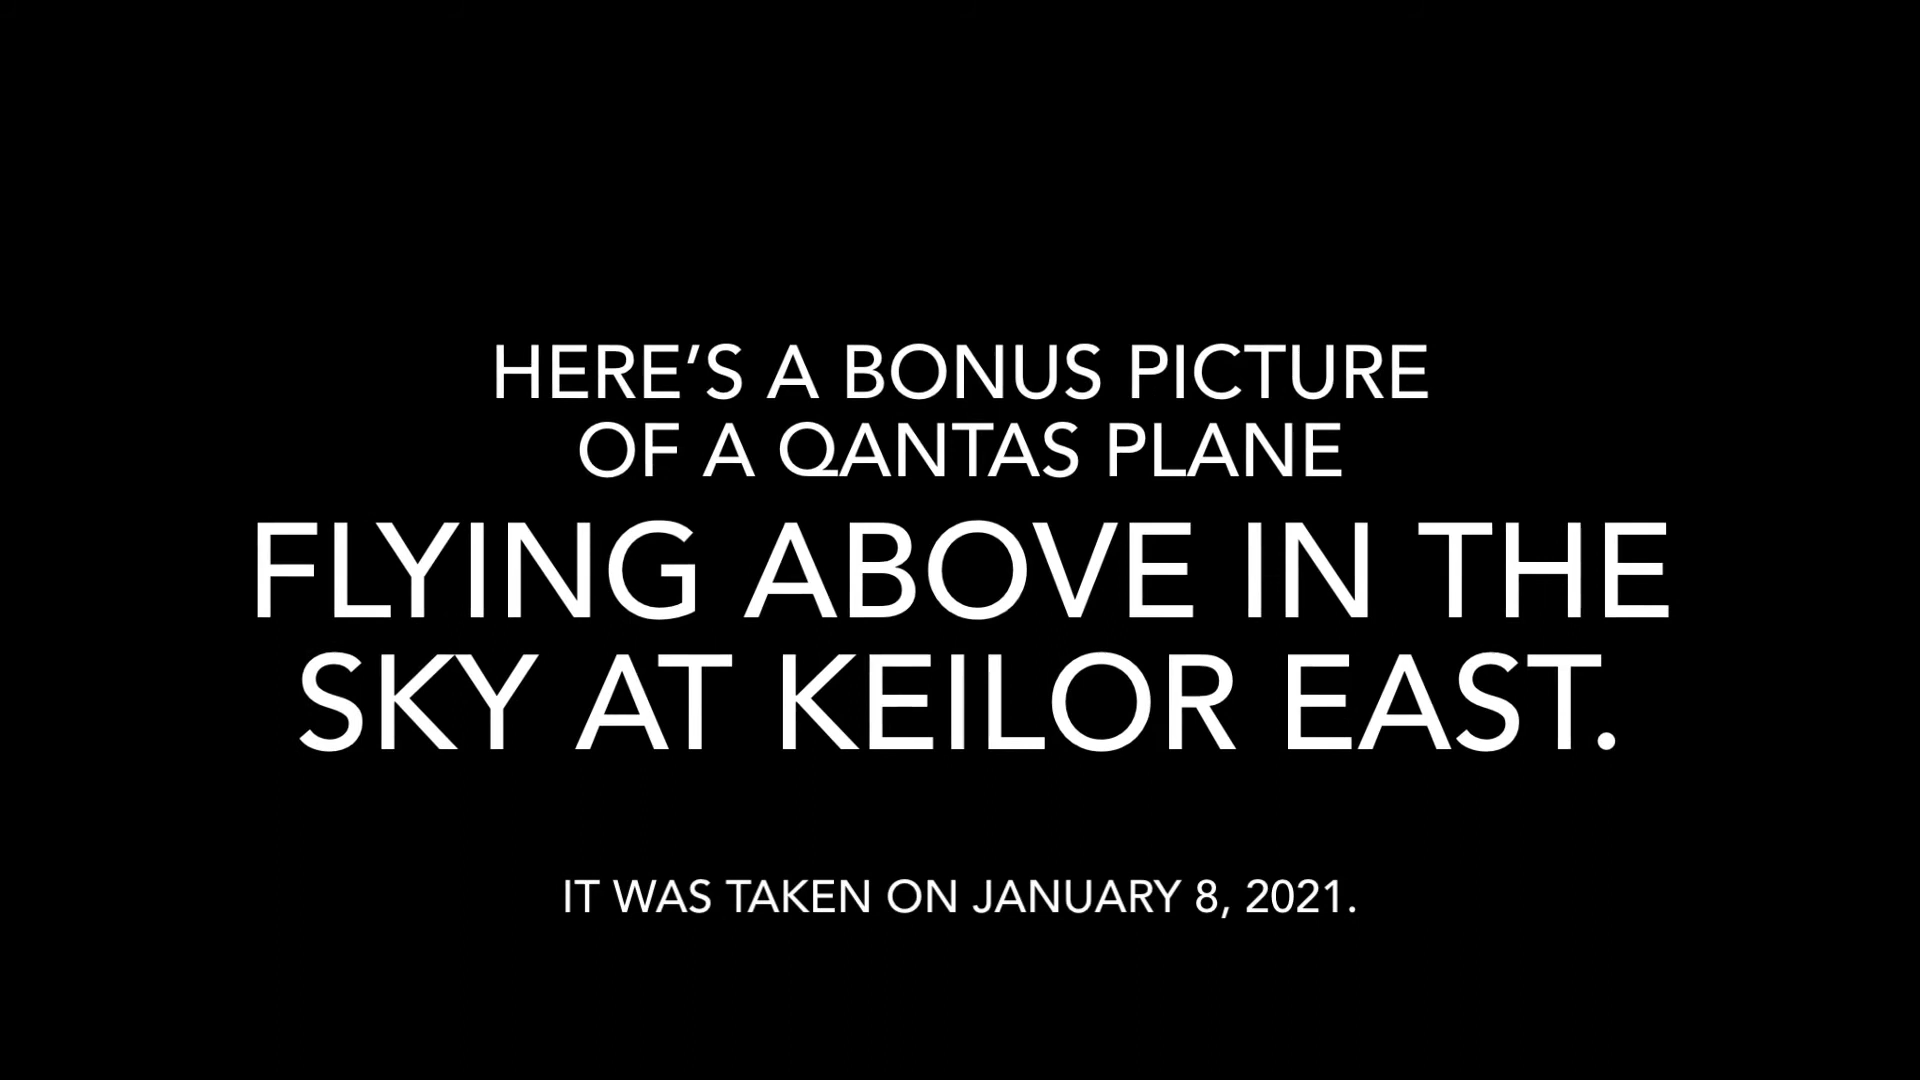 HERE’S A BONUS PICTURE
OF A QANTAS PLANE
FLYING ABOVE IN THE
SKY AT KEILOR EAST.
IT WAS TAKEN ON JANUARY 8, 2021.